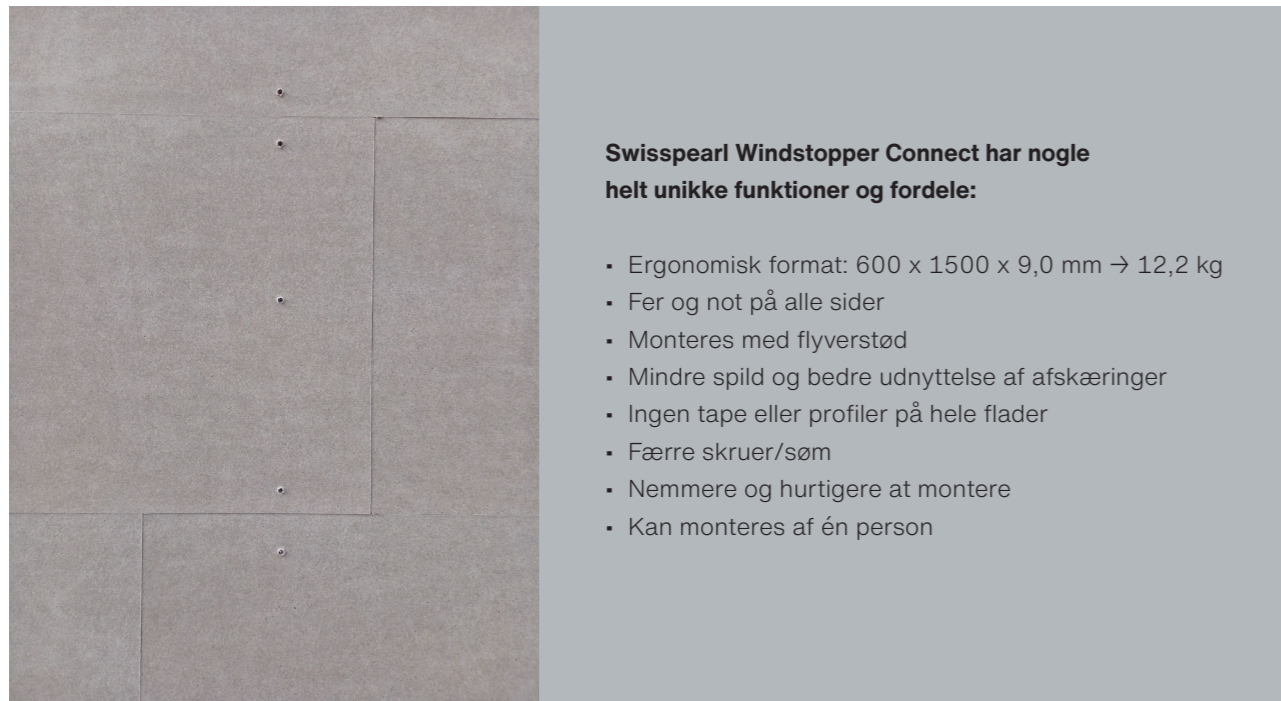 Swisspearl Windstopper Connect har nogle
helt unikke funktioner og fordele:
▪ Ergonomisk format: 600 x 1500 x 9,0 mm → 12,2 kg
▪ Fer og not på alle sider
▪ Monteres med flyverstød
▪ Mindre spild og bedre udnyttelse af afskæringer
▪ Ingen tape eller profiler på hele flader
▪ Færre skruer/søm
▪ Nemmere og hurtigere at montere
▪ Kan monteres af én person